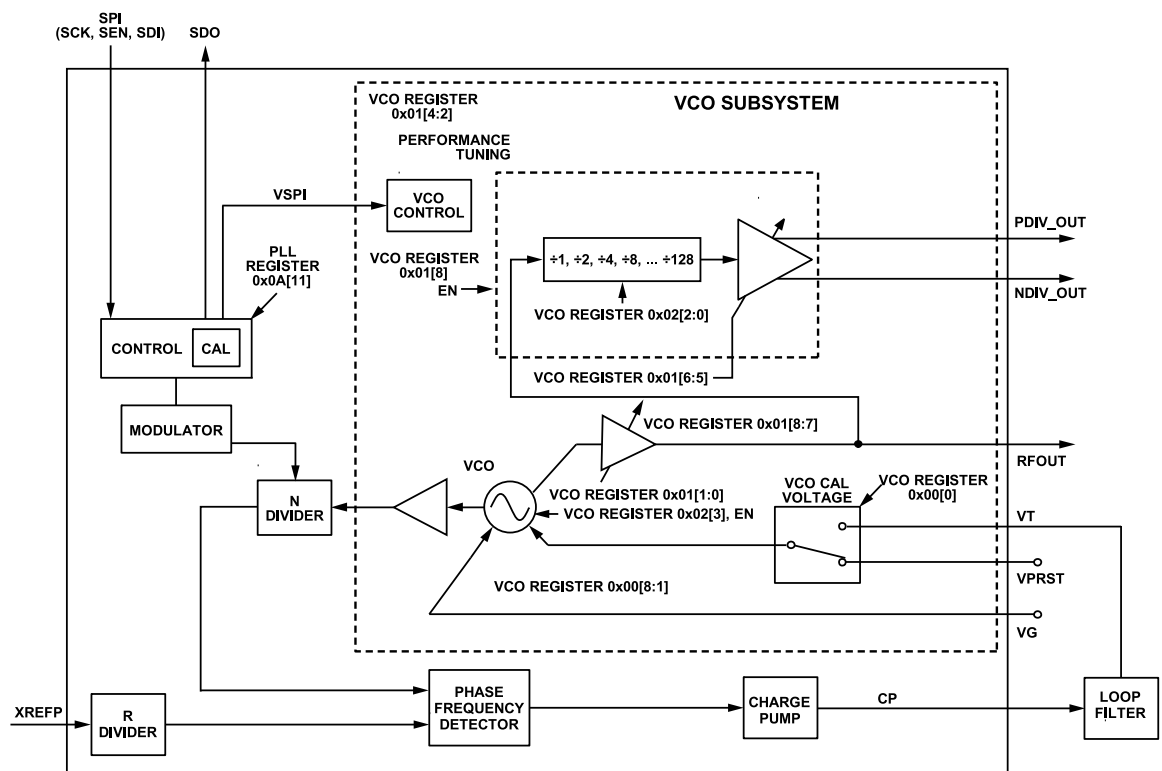 SPI
(SCK, SEN, SDI)
SDO
VCO REGISTER
0x01[4:2]
VCO SUBSYSTEM
PERFORMANCE
TUNING
VSPI
VCO
CONTROL
PLL
REGISTER
0x0A[11]
VCO REGISTER
0x01[8]
EN
÷1, ÷2, ÷4, ÷8, ... ÷128
PDIV_OUT
NDIV_OUT
VCO REGISTER 0x02[2:0]
CONTROL
CAL
VCO REGISTER 0x01[6:5]
MODULATOR
VCO REGISTER 0x01[8:7]
RFOUT
VCO
VCO CAL
VOLTAGE
VCO REGISTER
0x00[0]
N
DIVIDER
VCO REGISTER 0x01[1:0]
VCO REGISTER 0x02[3], EN
VT
VPRST
VCO REGISTER 0x00[8:1]
VG
XREFP
R
DIVIDER
PHASE
FREQUENCY
DETECTOR
CHARGE
PUMP
CP
LOOP
FILTER